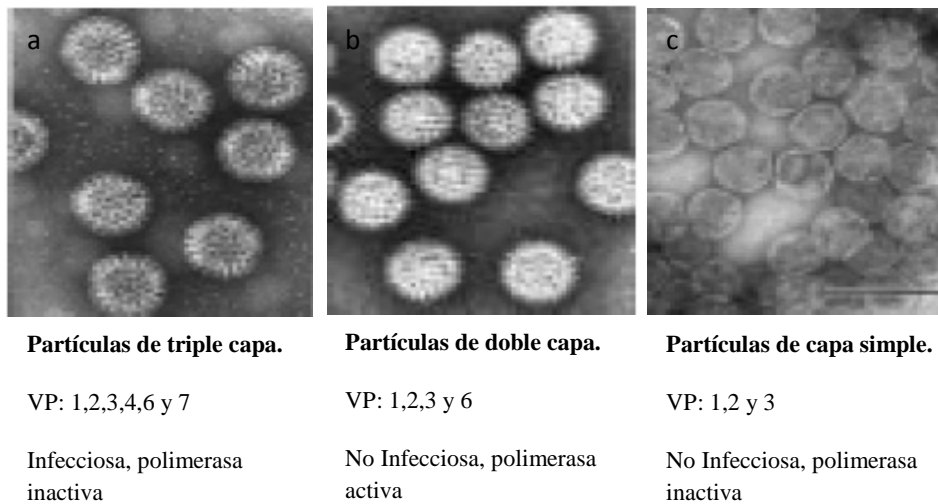 a
b
c
Partículas de triple capa.
VP: 1,2,3,4,6 y 7
Infecciosa, polimerasa
inactiva
Partículas de doble capa.
VP: 1,2,3 y 6
No Infecciosa, polimerasa
activa
Partículas de capa simple.
VP: 1,2 y 3
No Infecciosa, polimerasa
inactiva